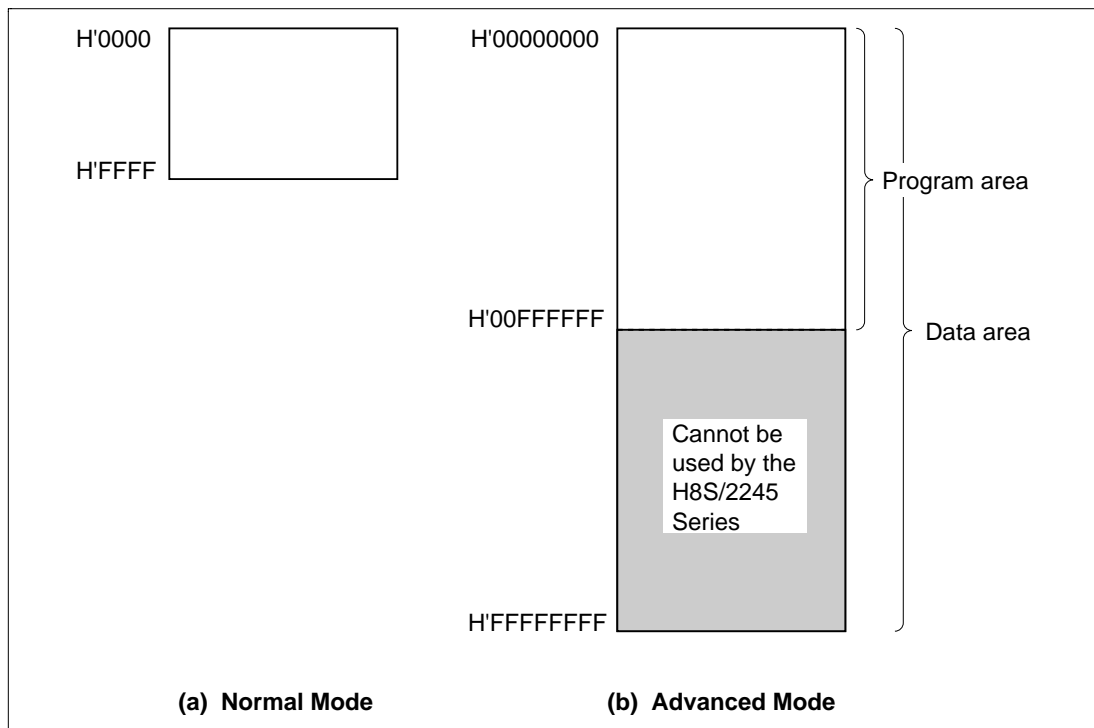 H'0000
H'FFFF
H'00000000
H'00FFFFFF
H'FFFFFFFF
Program area
Data area
Cannot be
used by the
H8S/2245
Series
(a) Normal Mode
(b) Advanced Mode